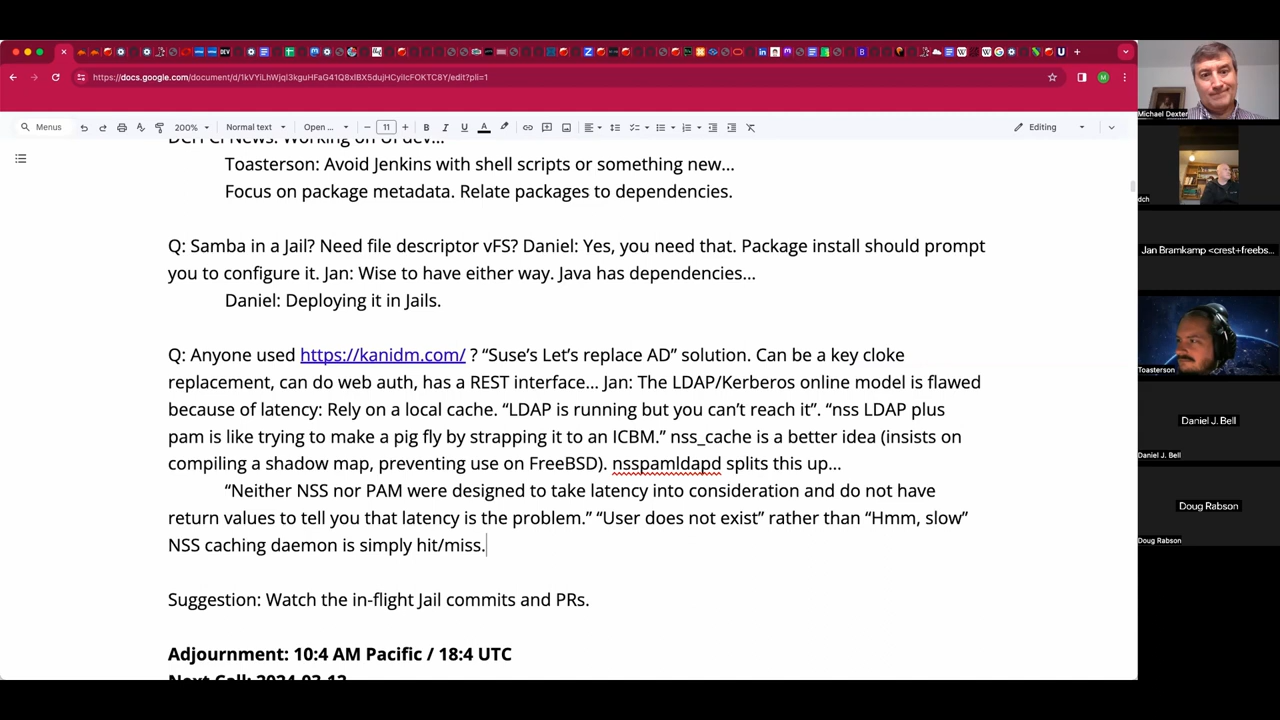 DEV
https://docs.google.com/document/d/1kVYiLhWjqI3kguHFaG41Q8xIBX5dujHCyiIcFOKTC8Y/edit?pli=1
M
Menus
200%
Normal text
Open ...
11
B
I
U
A
Editing
Toasterson: Avoid Jenkins with shell scripts or something new…
Focus on package metadata. Relate packages to dependencies.
Q: Samba in a Jail? Need file descriptor vFS? Daniel: Yes, you need that. Package install should prompt
you to configure it. Jan: Wise to have either way. Java has dependencies…
Daniel: Deploying it in Jails.
Q: Anyone used https://kanidm.com/ ? “Suse’s Let’s replace AD” solution. Can be a key cloke
replacement, can do web auth, has a REST interface… Jan: The LDAP/Kerberos online model is flawed
because of latency: Rely on a local cache. “LDAP is running but you can’t reach it”. “nss LDAP plus
pam is like trying to make a pig fly by strapping it to an ICBM.” nss_cache is a better idea (insists on
compiling a shadow map, preventing use on FreeBSD). nsspamldapd splits this up…
“Neither NSS nor PAM were designed to take latency into consideration and do not have
return values to tell you that latency is the problem.” “User does not exist” rather than “Hmm, slow”
NSS caching daemon is simply hit/miss.
Suggestion: Watch the in-flight Jail commits and PRs.
Adjournment: 10:4 AM Pacific / 18:4 UTC
Next Call: 2024-03-12
Michael Dexter
dch
Jan Bramkamp <crest+freebs...
Toasterson
Daniel J. Bell
Daniel J. Bell
Doug Rabson
Doug Rabson